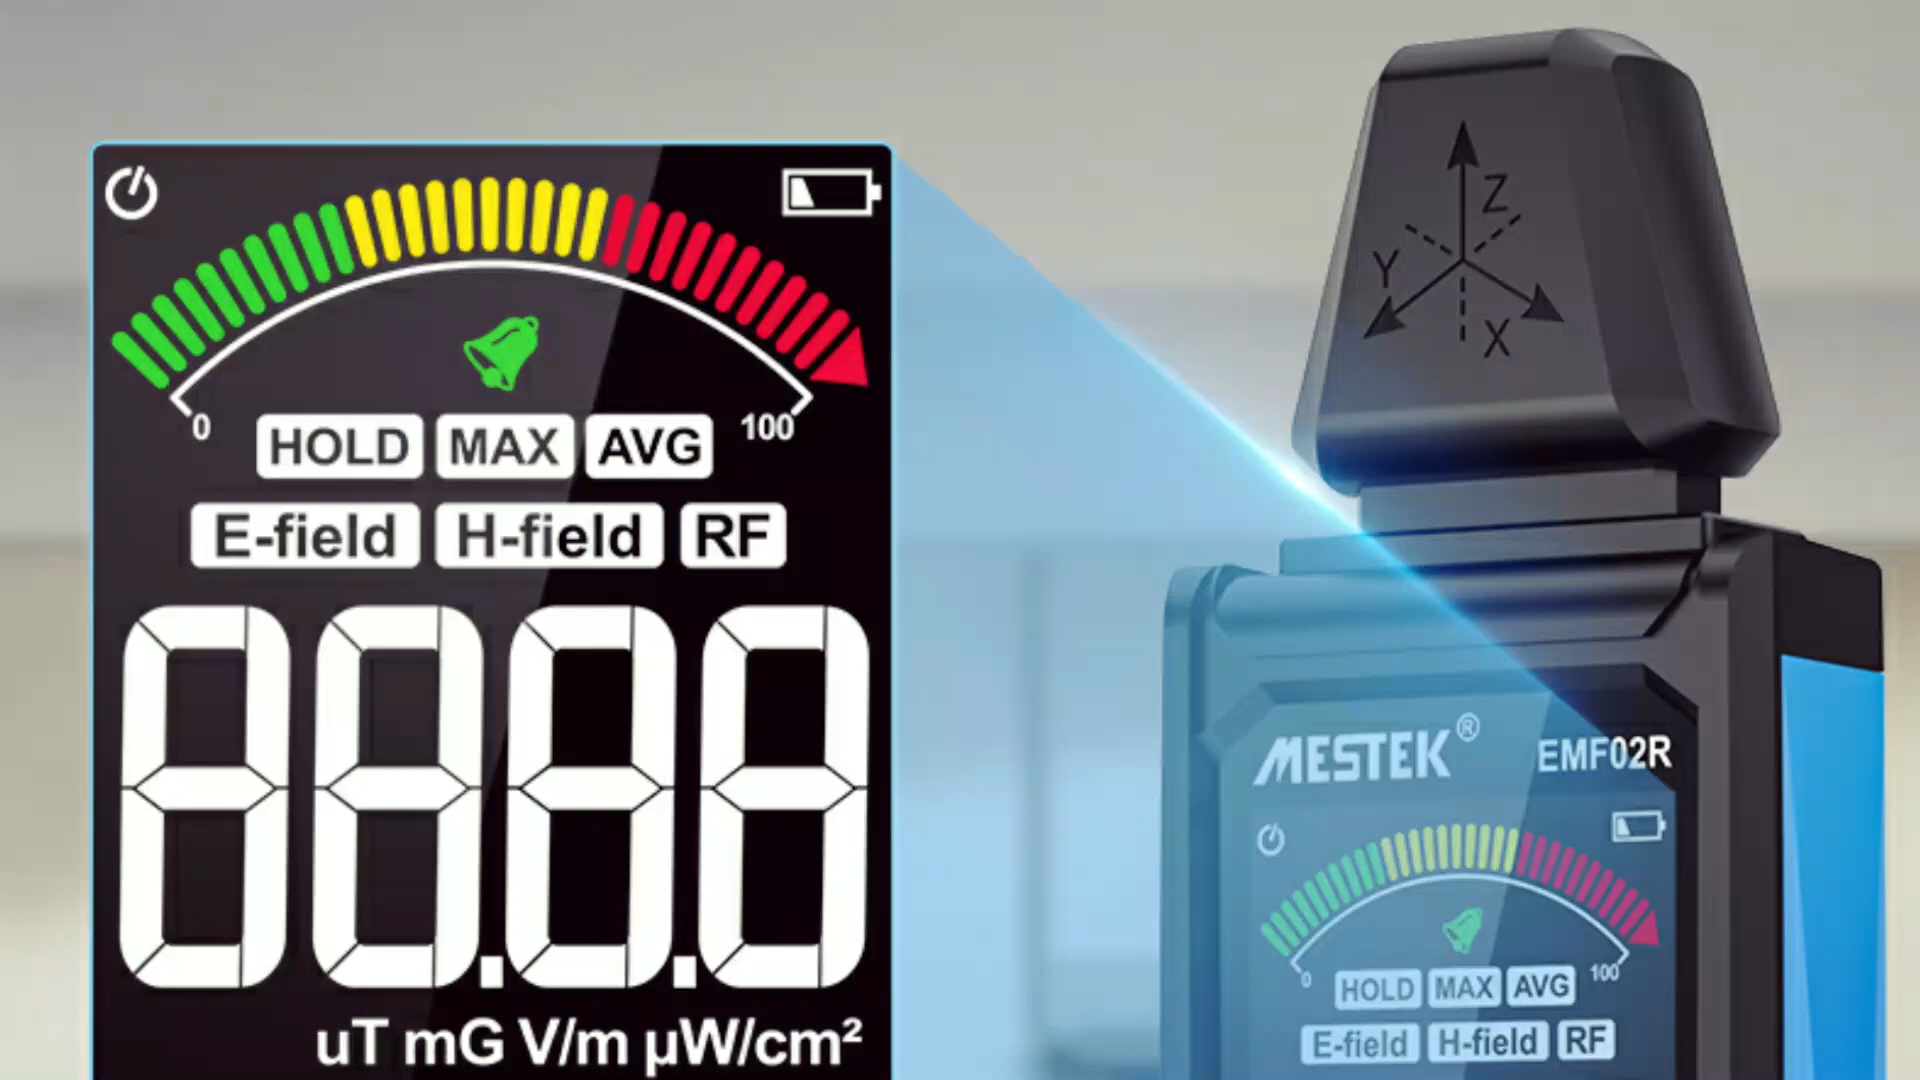 0 100
HOLD MAX AVG
E-field H-field RF
88.8.8
uT mG V/m µW/cm²
Z
Y
X
MESTEK®
EMF02R
0 100
HOLD MAX AVG
E-field H-field RF